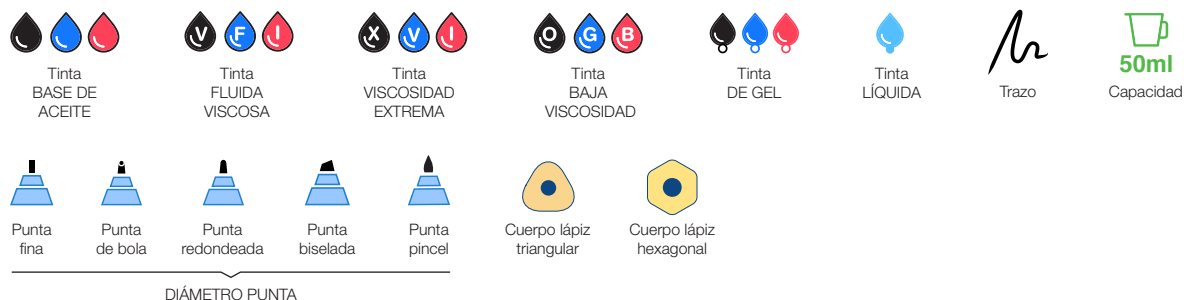 V F I
X V I
O G B
50ml
Tinta
BASE DE
ACEITE
Tinta
FLUIDA
VISCOSA
Tinta
VISCOSIDAD
EXTREMA
Tinta
BAJA
VISCOSIDAD
Tinta
DE GEL
Tinta
LÍQUIDA
Trazo
Capacidad
Punta
fina
Punta
de bola
Punta
redondeada
Punta
biselada
Punta
pincel
Cuerpo lápiz
triangular
Cuerpo lápiz
hexagonal
DIÁMETRO PUNTA